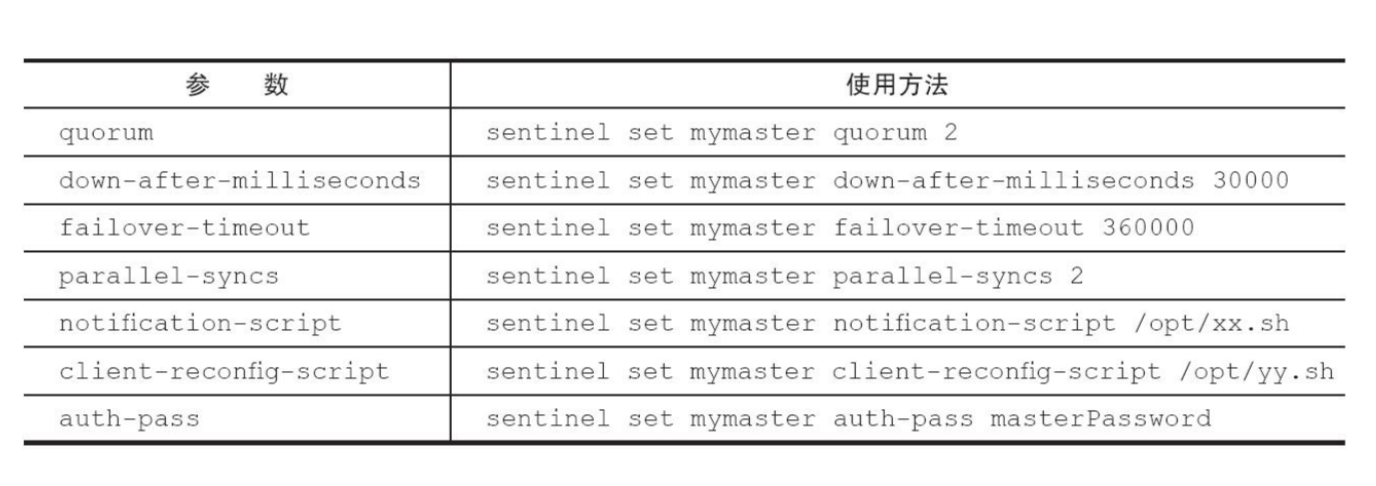 参 数 使用方法
quorum sentinel set mymaster quorum 2
down-after-milliseconds sentinel set mymaster down-after-milliseconds 30000
failover-timeout sentinel set mymaster failover-timeout 360000
parallel-syncs sentinel set mymaster parallel-syncs 2
notification-script sentinel set mymaster notification-script /opt/xx.sh
client-reconfig-script sentinel set mymaster client-reconfig-script /opt/yy.sh
auth-pass sentinel set mymaster auth-pass masterPassword